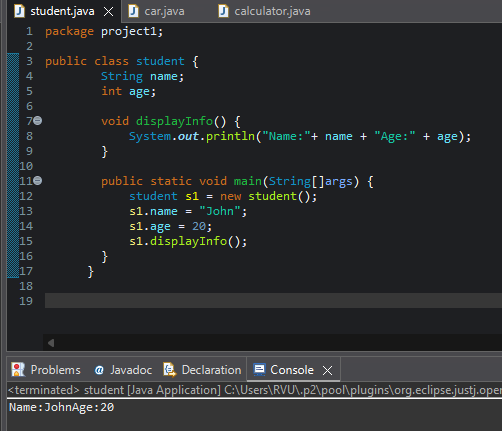 student.java car.java calculator.java
1 package project1;
2
3 public class student {
4 String name;
5 int age;
6
7 void displayInfo() {
8 System.out.println("Name:"+ name + "Age:" + age);
9 }
10
11 public static void main(String[]args) {
12 student s1 = new student();
13 s1.name = "John";
14 s1.age = 20;
15 s1.displayInfo();
16 }
17 }
18
19
Problems @ Javadoc Declaration Console
<terminated> student [Java Application] C:\Users\RVU\.p2\pool\plugins\org.eclipse.justj.oper
Name:JohnAge:20